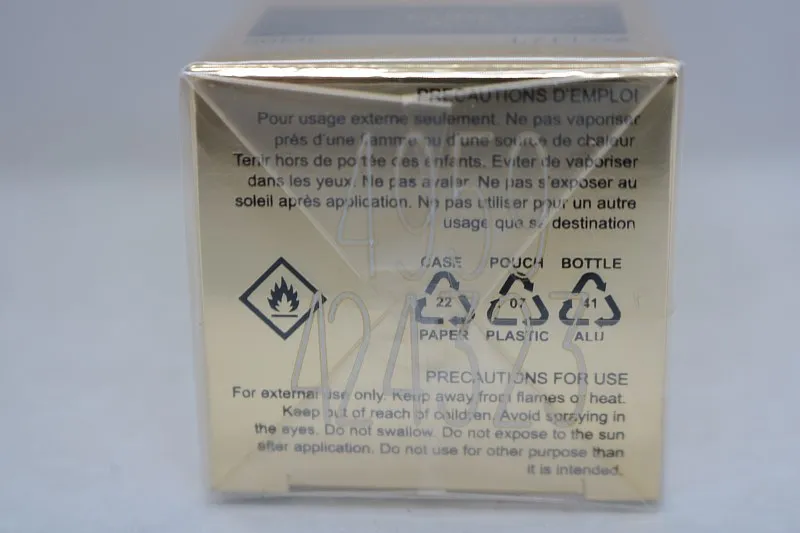 PRECAUTIONS D'EMPLOI
Pour usage externe seulement. Ne pas vaporiser
près d'une flamme ou d'une source de chaleur
Tenir hors de portée des enfants. Eviter de vaporiser
dans les yeux. Ne pas avaler. Ne pas s'exposer au
soleil après application. Ne pas utiliser pour un autre
usage que sa destination
4959
424323
CASE POUCH BOTTLE
22 07 41
PAPER PLASTIC ALU
PRECAUTIONS FOR USE
For external use only. Keep away from flames or heat.
Keep out of reach of children. Avoid spraying in
the eyes. Do not swallow. Do not expose to the sun
after application. Do not use for other purpose than
it is intended.